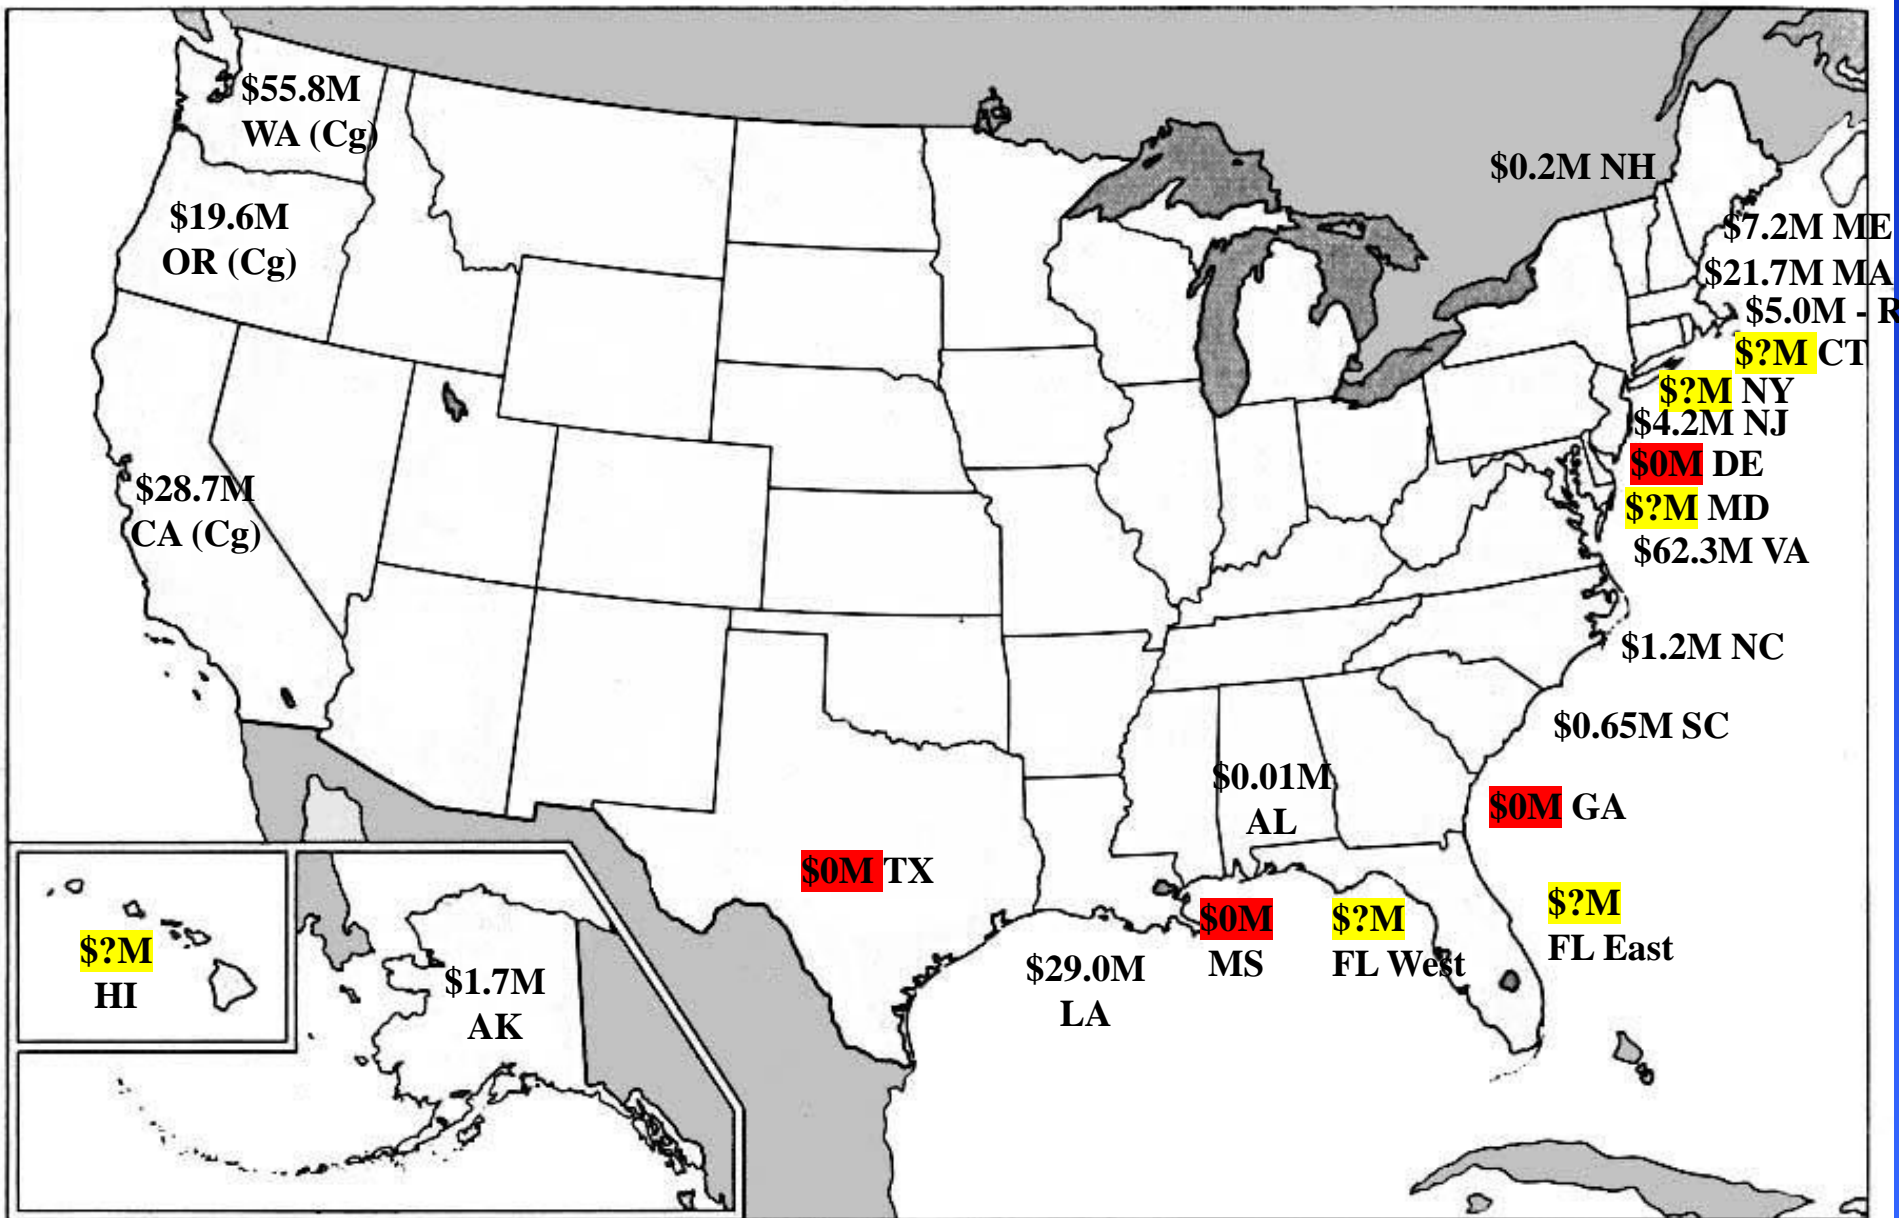 $55.8M
WA (Cg)
$0.2M NH
$19.6M
OR (Cg)
$7.2M ME
$21.7M MA
$5.0M - R
$?M CT
$?M NY
$4.2M NJ
$0M DE
$?M MD
$62.3M VA
$28.7M
CA (Cg)
$1.2M NC
$0.65M SC
$0.01M
AL
$0M GA
$0M TX
$0M
MS
$?M
FL West
$?M
FL East
$?M
HI
$1.7M
AK
$29.0M
LA